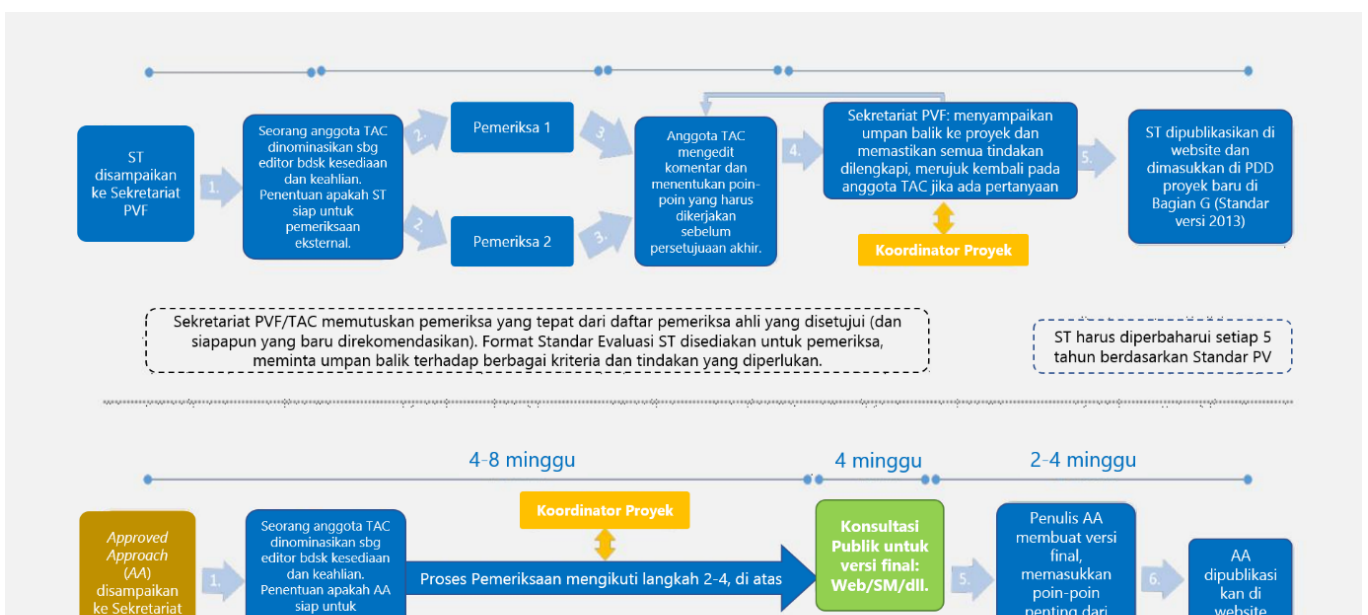 ST
disampaikan
ke Sekretariat
PVF
1.
Seorang anggota TAC
dinominasikan sbg
editor bdsk kesediaan
dan keahlian.
Penentuan apakah ST
siap untuk
pemeriksaan
eksternal.
2.
Pemeriksa 1
2.
Pemeriksa 2
3
3.
Anggota TAC
mengedit
komentar dan
menentukan poin-
poin yang harus
dikerjakan
sebelum
persetujuaan akhir.
4.
Sekretariat PVF: menyampaikan
umpan balik ke proyek dan
memastikan semua tindakan
dilengkapi, merujuk kembali pada
anggota TAC jika ada pertanyaan
Koordinator Proyek
5.
ST dipublikasikan di
website dan
dimasukkan di PDD
proyek baru di
Bagian G (Standar
versi 2013)
Sekretariat PVF/TAC memutuskan pemeriksa yang tepat dari daftar pemeriksa ahli yang disetujui (dan
siapapun yang baru direkomendasikan). Format Standar Evaluasi ST disediakan untuk pemeriksa,
meminta umpan balik terhadap berbagai kriteria dan tindakan yang diperlukan.
ST harus diperbaharui setiap 5
tahun berdasarkan Standar PV
4-8 minggu
4 minggu
2-4 minggu
Approved
Approach
(AA)
disampaikan
ke Sekretariat
1.
Seorang anggota TAC
dinominasikan sbg
editor bdsk kesediaan
dan keahlian.
Penentuan apakah AA
siap untuk
Koordinator Proyek
Proses Pemeriksaan mengikuti langkah 2-4, di atas
Konsultasi
Publik untuk
versi final:
Web/SM/dll.
5.
Penulis AA
membuat versi
final,
memasukkan
poin-poin
penting dari
6.
AA
dipublikasi
kan di
website